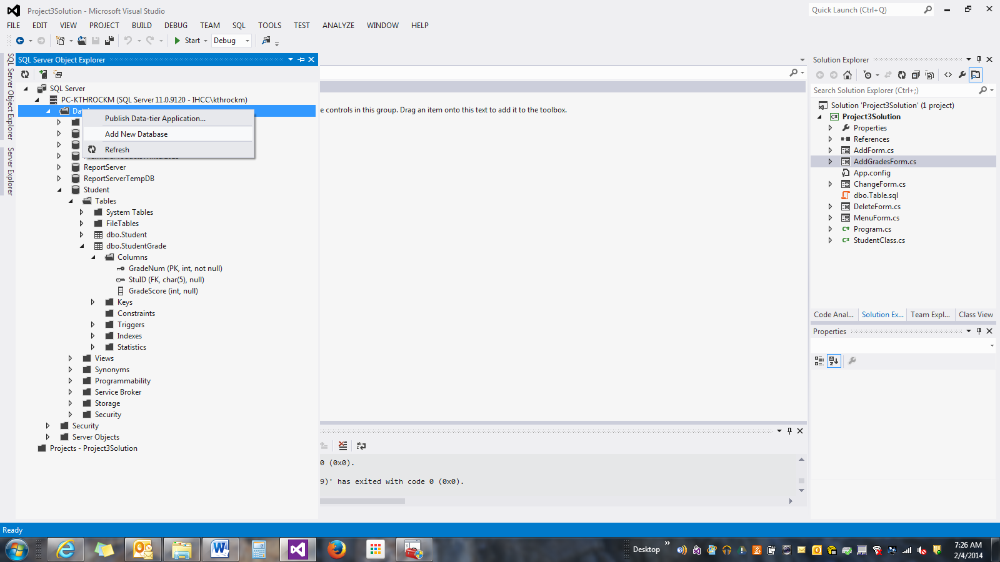 Project3Solution - Microsoft Visual Studio
Quick Launch (Ctrl+Q)
FILE EDIT VIEW PROJECT BUILD DEBUG TEAM SQL TOOLS TEST ANALYZE WINDOW HELP
Start Debug
SQL Server Object Explorer
Server Explorer
SQL Server Object Explorer
SQL Server
PC-KTHROCKM (SQL Server 11.0.9120 - IHCC\kthrockm)
Publish Data-tier Application...
Add New Database
Refresh
ReportServer
ReportServerTempDB
Student
Tables
System Tables
FileTables
dbo.Student
dbo.StudentGrade
Columns
GradeNum (PK, int, not null)
StuID (FK, char(5), null)
GradeScore (int, null)
Keys
Constraints
Triggers
Indexes
Statistics
Views
Synonyms
Programmability
Service Broker
Storage
Security
Security
Server Objects
Projects - Project3Solution
e controls in this group. Drag an item onto this text to add it to the toolbox.
0 (0x0).
9)' has exited with code 0 (0x0).
Solution Explorer
Search Solution Explorer (Ctrl+;)
Solution 'Project3Solution' (1 project)
Project3Solution
Properties
References
AddForm.cs
AddGradesForm.cs
App.config
ChangeForm.cs
dbo.Table.sql
DeleteForm.cs
MenuForm.cs
Program.cs
StudentClass.cs
Code Anal... Solution Ex... Team Expl... Class View
Properties
Ready
Desktop
7:26 AM
2/4/2014